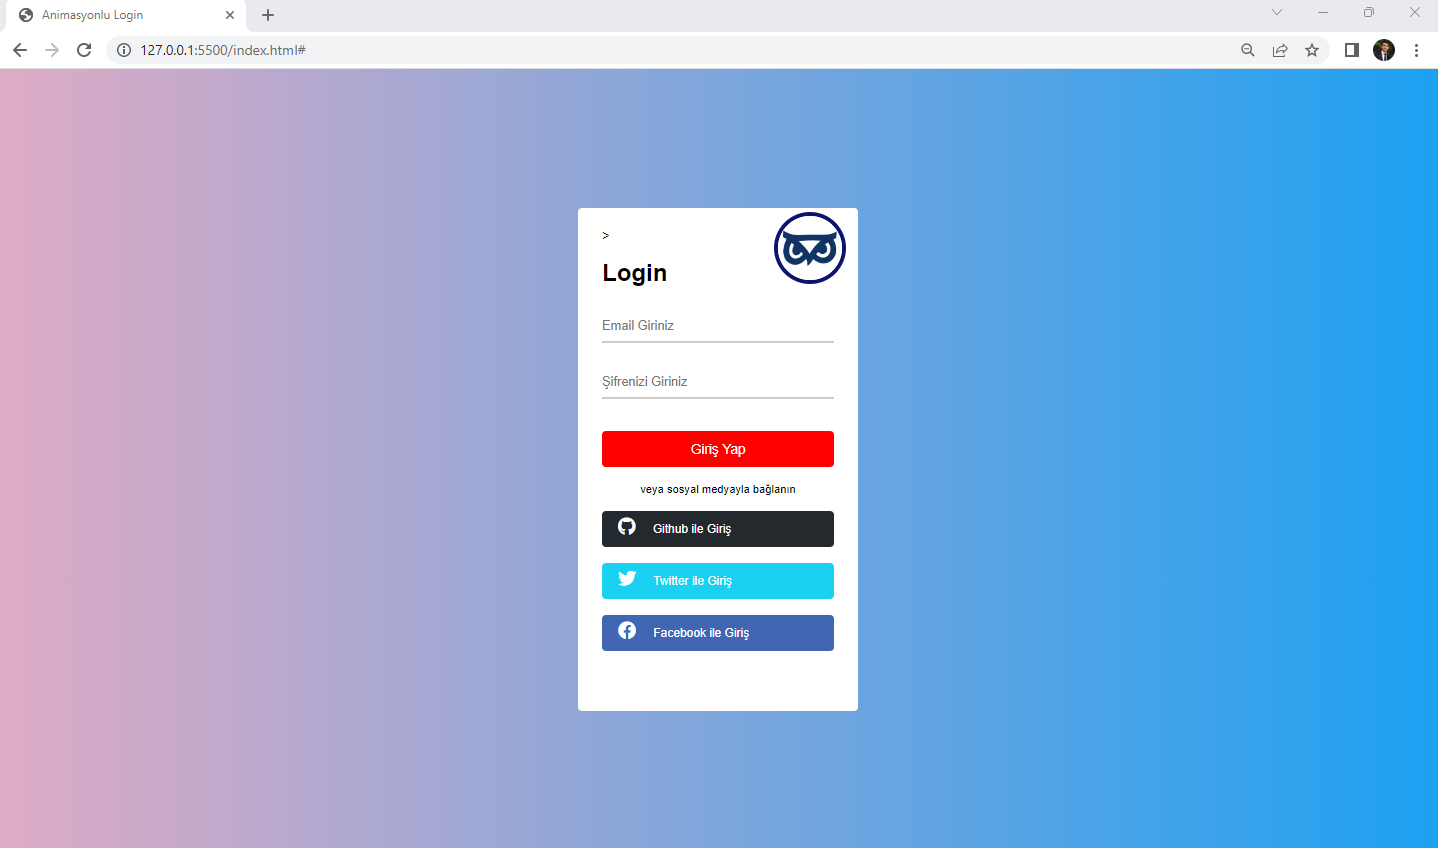 Animasyonlu Login
127.0.0.1:5500/index.html#
>
Login
Email Giriniz
Şifrenizi Giriniz
Giriş Yap
veya sosyal medyayla bağlanın
Github ile Giriş
Twitter ile Giriş
Facebook ile Giriş